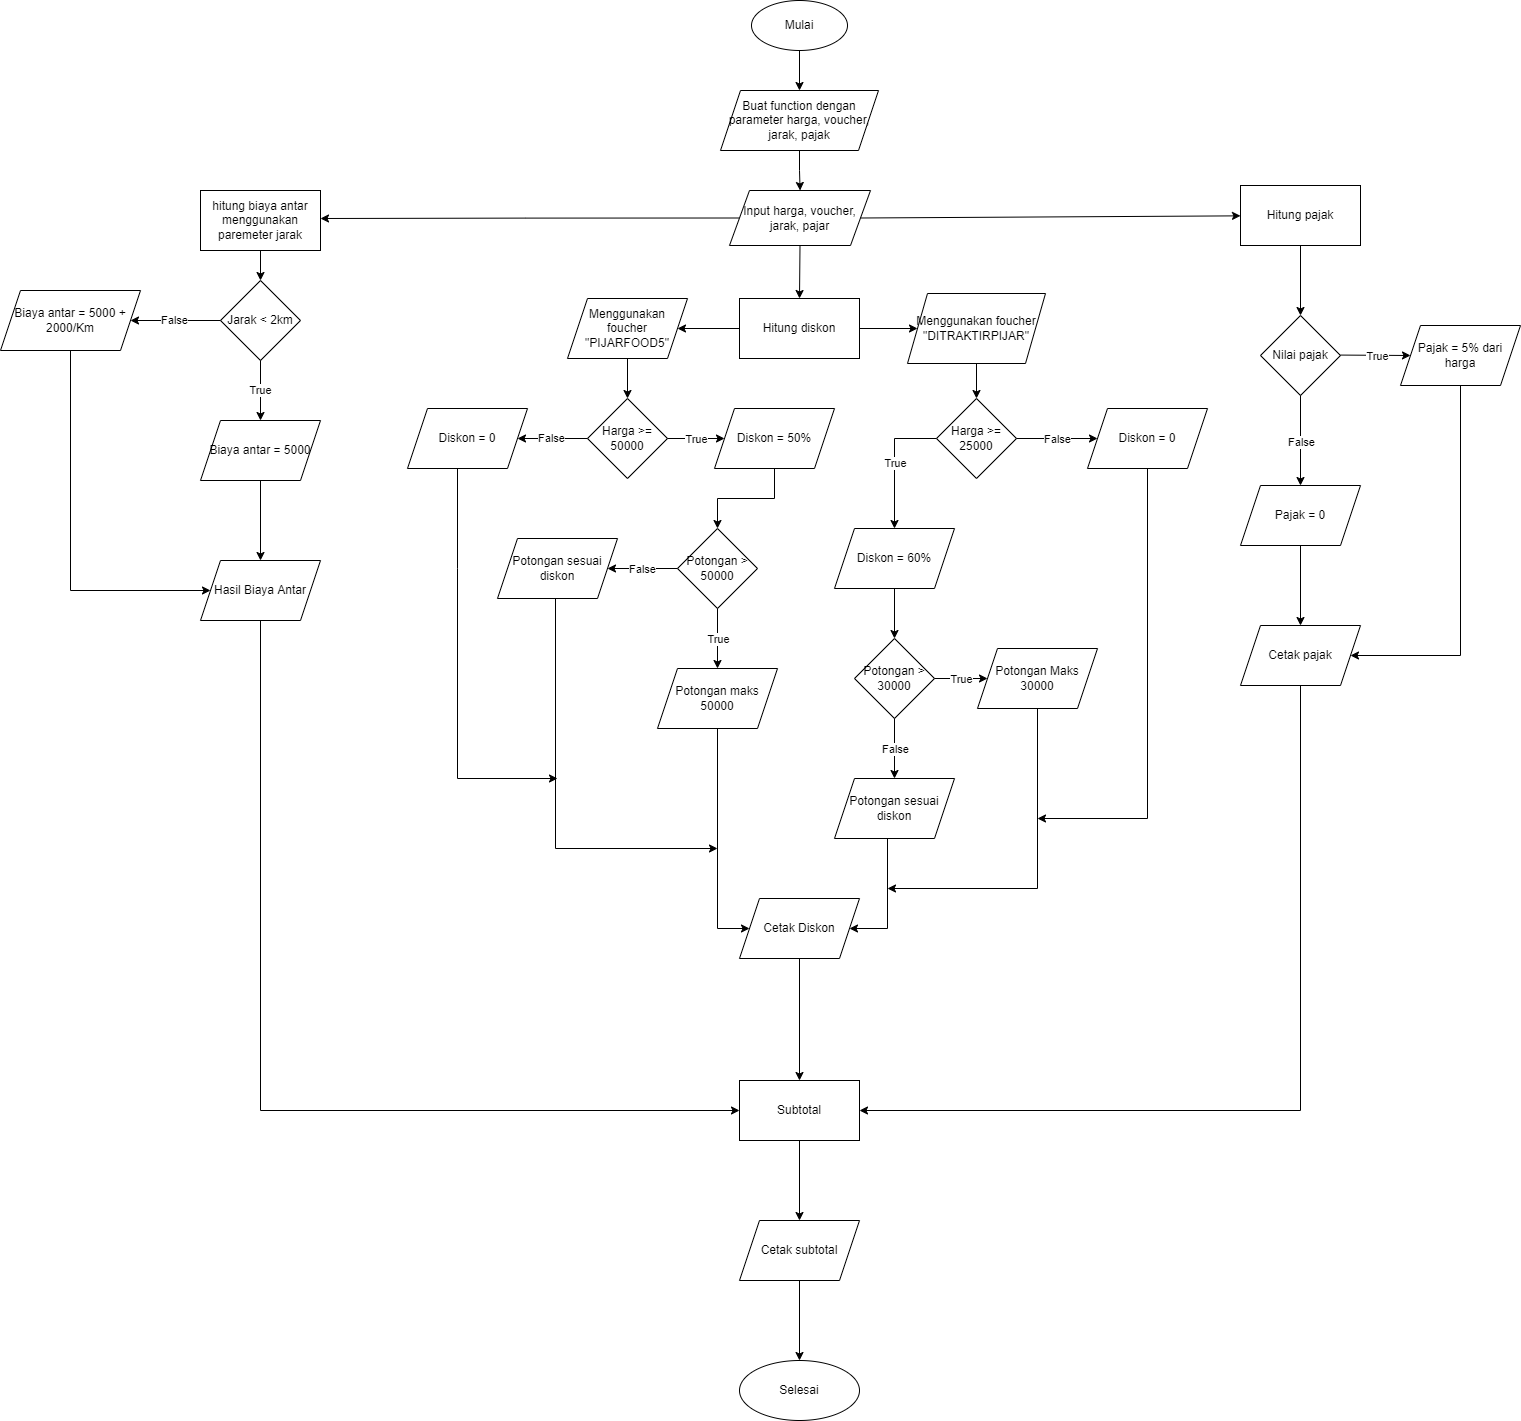 Mulai
Buat function dengan
parameter harga, voucher,
jarak, pajak
Input harga, voucher,
jarak, pajar
hitung biaya antar
menggunakan
paremeter jarak
Jarak < 2km
False
Biaya antar = 5000 +
2000/Km
True
Biaya antar = 5000
Hasil Biaya Antar
Hitung diskon
Menggunakan
foucher
"PIJARFOOD5"
Harga >=
50000
False
Diskon = 0
True
Diskon = 50%
Potongan >
50000
False
Potongan sesuai
diskon
True
Potongan maks
50000
Menggunakan foucher
"DITRAKTIRPIJAR"
Harga >=
25000
False
Diskon = 0
True
Diskon = 60%
Potongan >
30000
True
Potongan Maks
30000
False
Potongan sesuai
diskon
Cetak Diskon
Hitung pajak
Nilai pajak
True
Pajak = 5% dari
harga
False
Pajak = 0
Cetak pajak
Subtotal
Cetak subtotal
Selesai